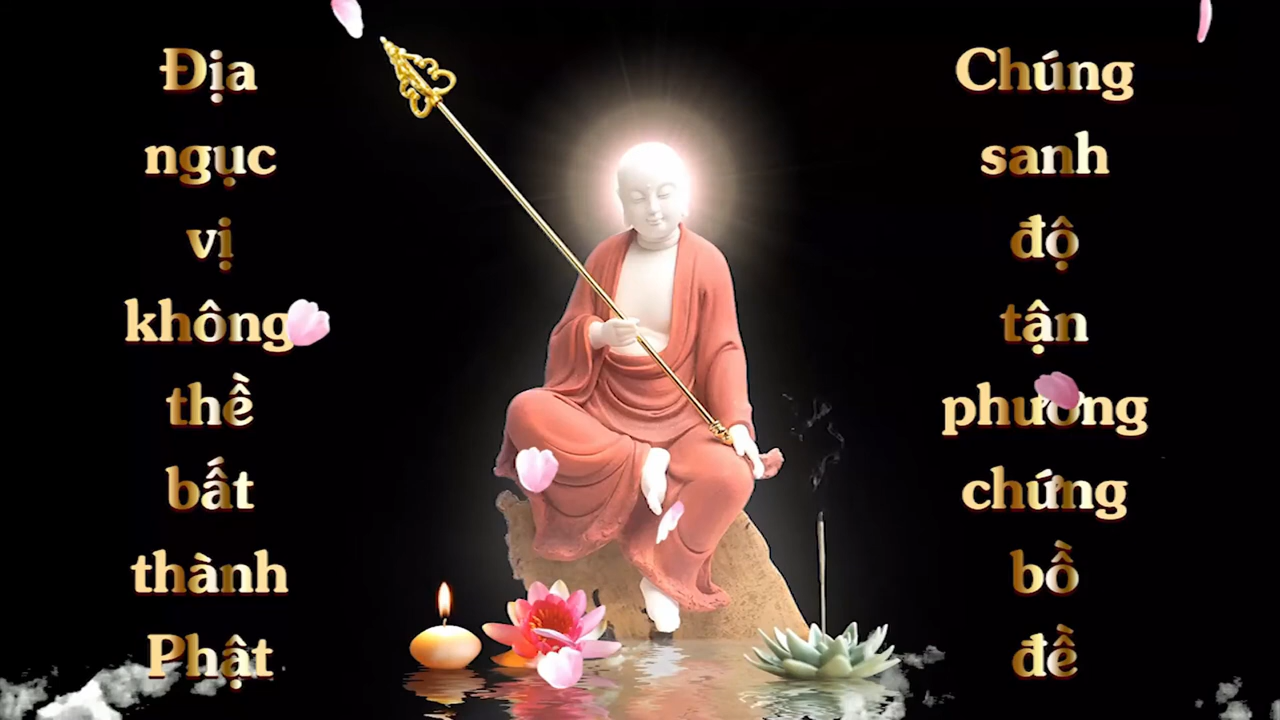 Địa
ngục
vị
không
thề
bất
thành
Phật
Chúng
sanh
độ
tận
phương
chứng
bồ
đề